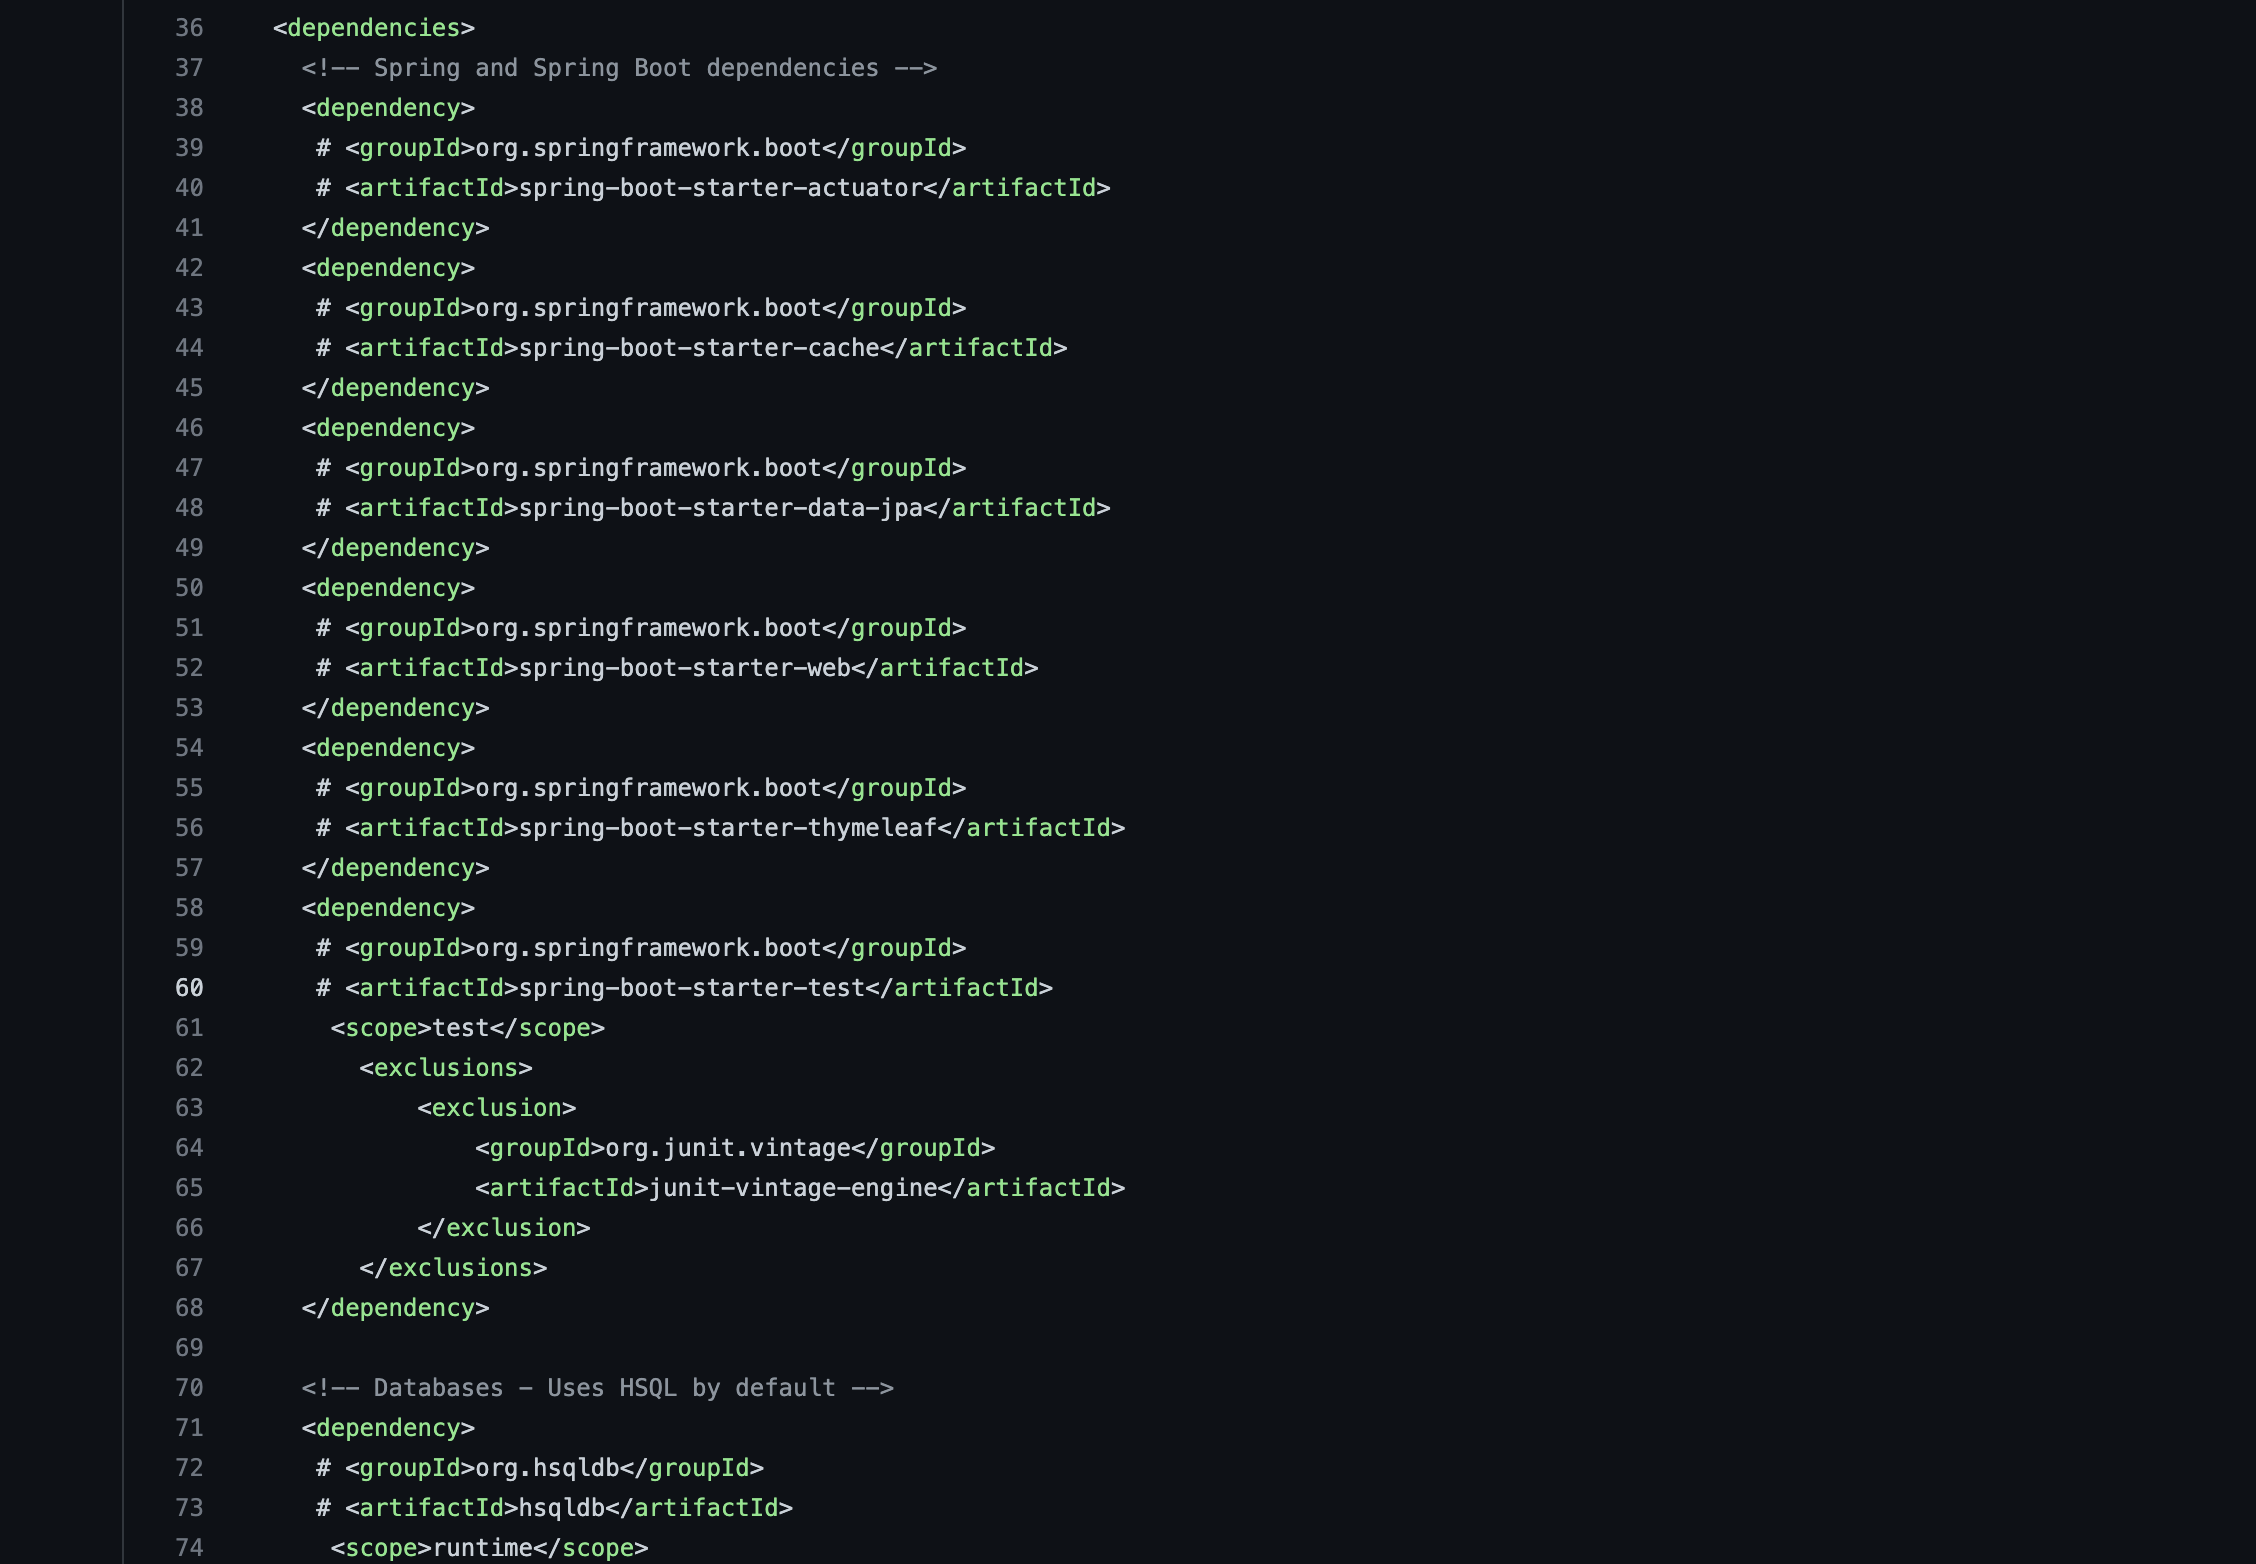 36 <dependencies>
37 <!-- Spring and Spring Boot dependencies -->
38 <dependency>
39 # <groupId>org.springframework.boot</groupId>
40 # <artifactId>spring-boot-starter-actuator</artifactId>
41 </dependency>
42 <dependency>
43 # <groupId>org.springframework.boot</groupId>
44 # <artifactId>spring-boot-starter-cache</artifactId>
45 </dependency>
46 <dependency>
47 # <groupId>org.springframework.boot</groupId>
48 # <artifactId>spring-boot-starter-data-jpa</artifactId>
49 </dependency>
50 <dependency>
51 # <groupId>org.springframework.boot</groupId>
52 # <artifactId>spring-boot-starter-web</artifactId>
53 </dependency>
54 <dependency>
55 # <groupId>org.springframework.boot</groupId>
56 # <artifactId>spring-boot-starter-thymeleaf</artifactId>
57 </dependency>
58 <dependency>
59 # <groupId>org.springframework.boot</groupId>
60 # <artifactId>spring-boot-starter-test</artifactId>
61 <scope>test</scope>
62 <exclusions>
63 <exclusion>
64 <groupId>org.junit.vintage</groupId>
65 <artifactId>junit-vintage-engine</artifactId>
66 </exclusion>
67 </exclusions>
68 </dependency>
69
70 <!-- Databases - Uses HSQL by default -->
71 <dependency>
72 # <groupId>org.hsqldb</groupId>
73 # <artifactId>hsqldb</artifactId>
74 <scope>runtime</scope>